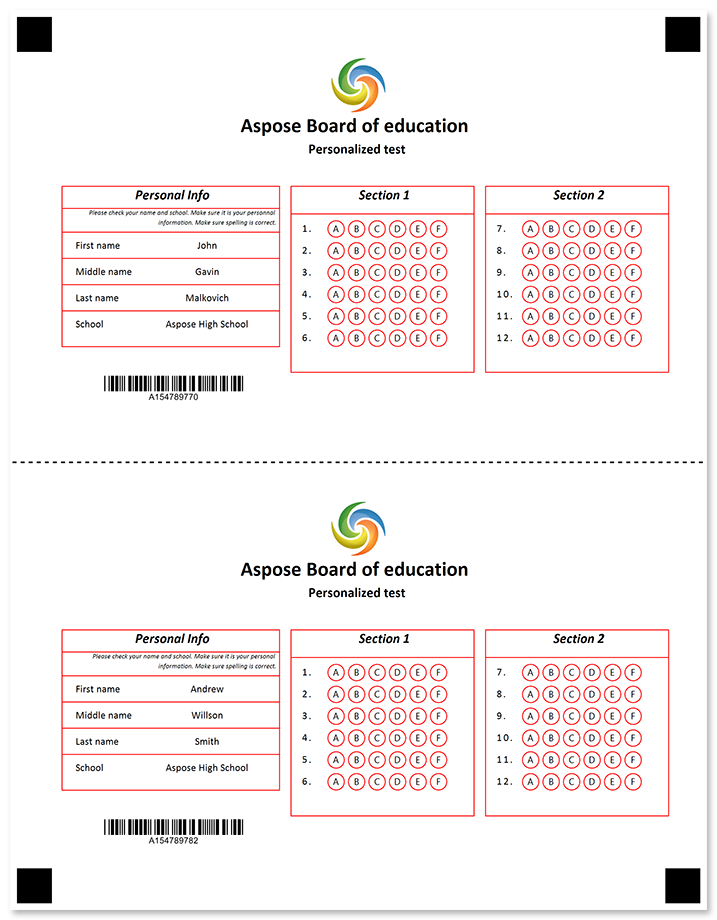 Aspose Board of education
Personalized test
Personal Info
Please check your name and school. Make sure it is your personnal
information. Make sure spelling is correct.
First name John
Middle name Gavin
Last name Malkovich
School Aspose High School
A154789770
Section 1
1. A B C D E F
2. A B C D E F
3. A B C D E F
4. A B C D E F
5. A B C D E F
6. A B C D E F
Section 2
7. A B C D E F
8. A B C D E F
9. A B C D E F
10. A B C D E F
11. A B C D E F
12. A B C D E F
Aspose Board of education
Personalized test
Personal Info
Please check your name and school. Make sure it is your personal
information. Make sure spelling is correct.
First name Andrew
Middle name Willson
Last name Smith
School Aspose High School
A154789782
Section 1
1. A B C D E F
2. A B C D E F
3. A B C D E F
4. A B C D E F
5. A B C D E F
6. A B C D E F
Section 2
7. A B C D E F
8. A B C D E F
9. A B C D E F
10. A B C D E F
11. A B C D E F
12. A B C D E F